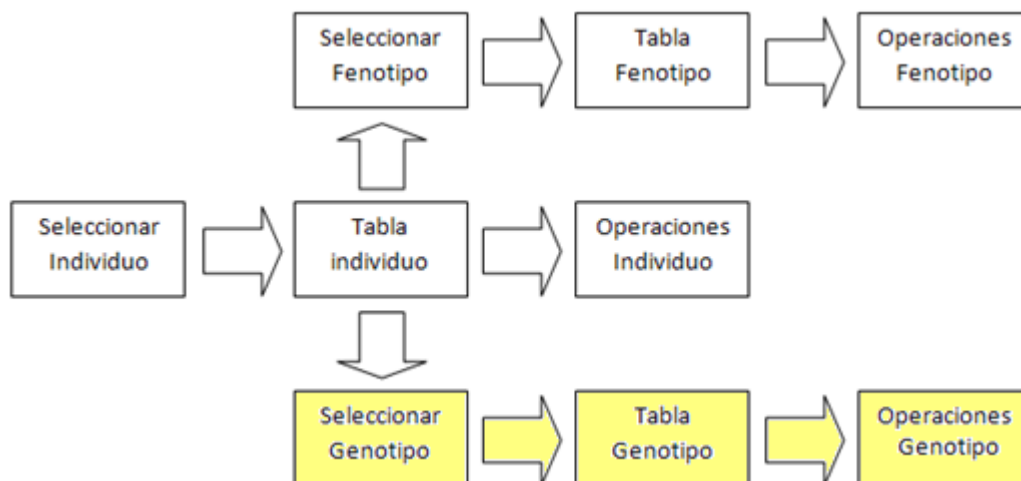 Seleccionar
Fenotipo
Tabla
Fenotipo
Operaciones
Fenotipo
Seleccionar
Individuo
Tabla
individuo
Operaciones
Individuo
Seleccionar
Genotipo
Tabla
Genotipo
Operaciones
Genotipo